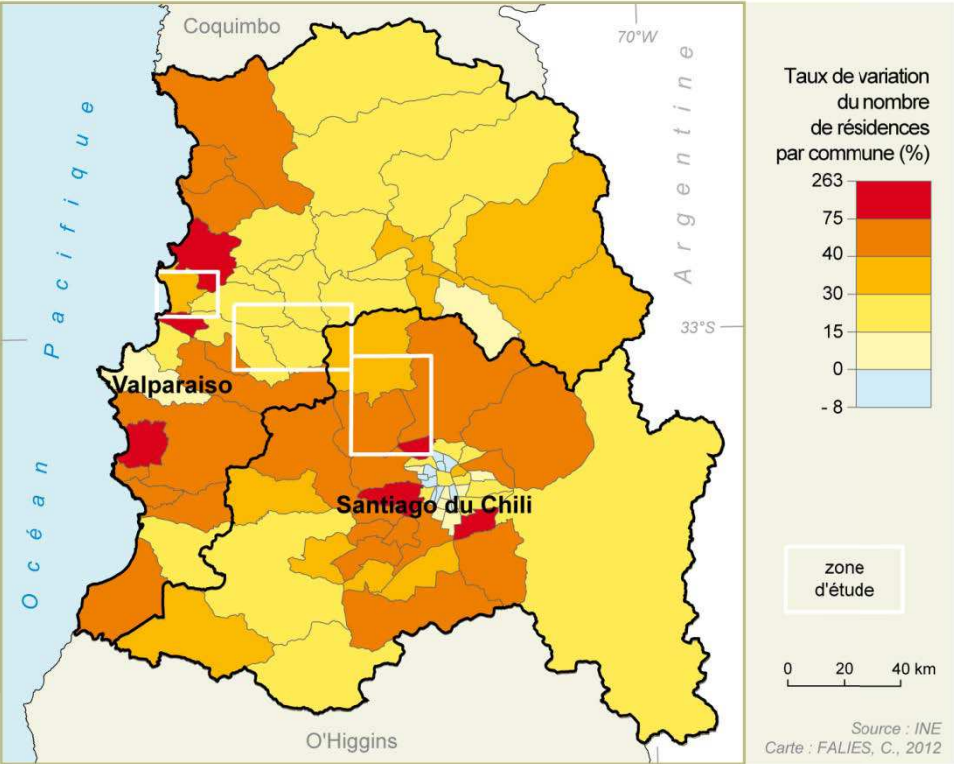 Coquimbo
70°W
Océan Pacifique
Argentine
33°S
Valparaiso
Santiago du Chili
O'Higgins
Taux de variation
du nombre
de résidences
par commune (%)
263
75
40
30
15
0
- 8
zone
d'étude
0 20 40 km
Source : INE
Carte : FALIES, C., 2012